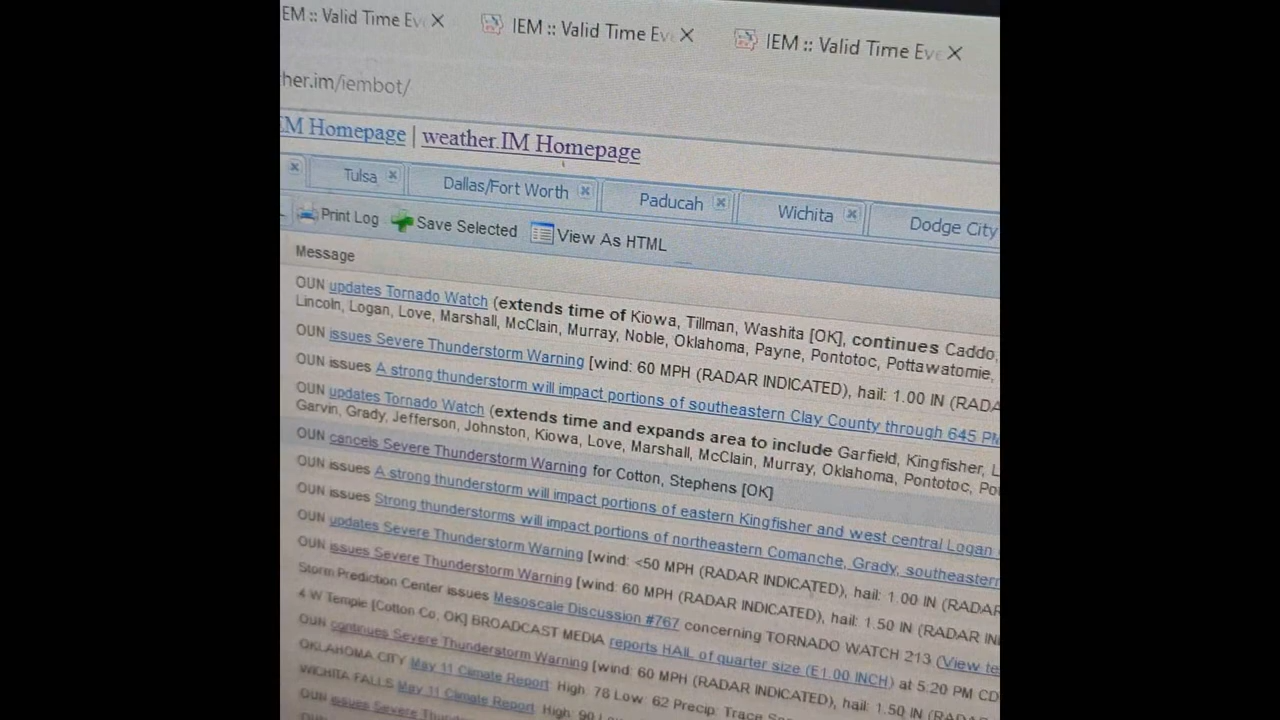 EM :: Valid Time Ev
IEM :: Valid Time Eve
IEM :: Valid Time Eve
her.im/iembot/
EM Homepage | weather.IM Homepage
Tulsa
Dallas/Fort Worth
Paducah
Wichita
Dodge City
Print Log
Save Selected
View As HTML
Message
OUN updates Tornado Watch (extends time of Kiowa, Tillman, Washita [OK], continues Caddo,
Lincoln, Logan, Love, Marshall, McClain, Murray, Noble, Oklahoma, Payne, Pontotoc, Pottawatomie,
OUN issues Severe Thunderstorm Warning [wind: 60 MPH (RADAR INDICATED), hail: 1.00 IN (RADA
OUN issues A strong thunderstorm will impact portions of southeastern Clay County through 645 PM
OUN updates Tornado Watch (extends time and expands area to include Garfield, Kingfisher, L
Garvin, Grady, Jefferson, Johnston, Kiowa, Love, Marshall, McClain, Murray, Oklahoma, Pontotoc, Po
OUN cancels Severe Thunderstorm Warning for Cotton, Stephens [OK]
OUN issues A strong thunderstorm will impact portions of eastern Kingfisher and west central Logan
OUN issues Strong thunderstorms will impact portions of northeastern Comanche, Grady, southeastern
OUN updates Severe Thunderstorm Warning [wind: <50 MPH (RADAR INDICATED), hail: 1.00 IN (RADAR
OUN issues Severe Thunderstorm Warning [wind: 60 MPH (RADAR INDICATED), hail: 1.50 IN (RADAR IN
Storm Prediction Center issues Mesoscale Discussion #767 concerning TORNADO WATCH 213 (View te
4 W Temple [Cotton Co, OK] BROADCAST MEDIA reports HAIL of quarter size (E1.00 INCH) at 5:20 PM CD
OUN continues Severe Thunderstorm Warning [wind: 60 MPH (RADAR INDICATED), hail: 1.50 IN (RADAR
OKLAHOMA CITY May 11 Climate Report: High: 78 Low: 62 Precip: Trace
WICHITA FALLS May 11 Climate Report: High: 90
OUN issues Severe